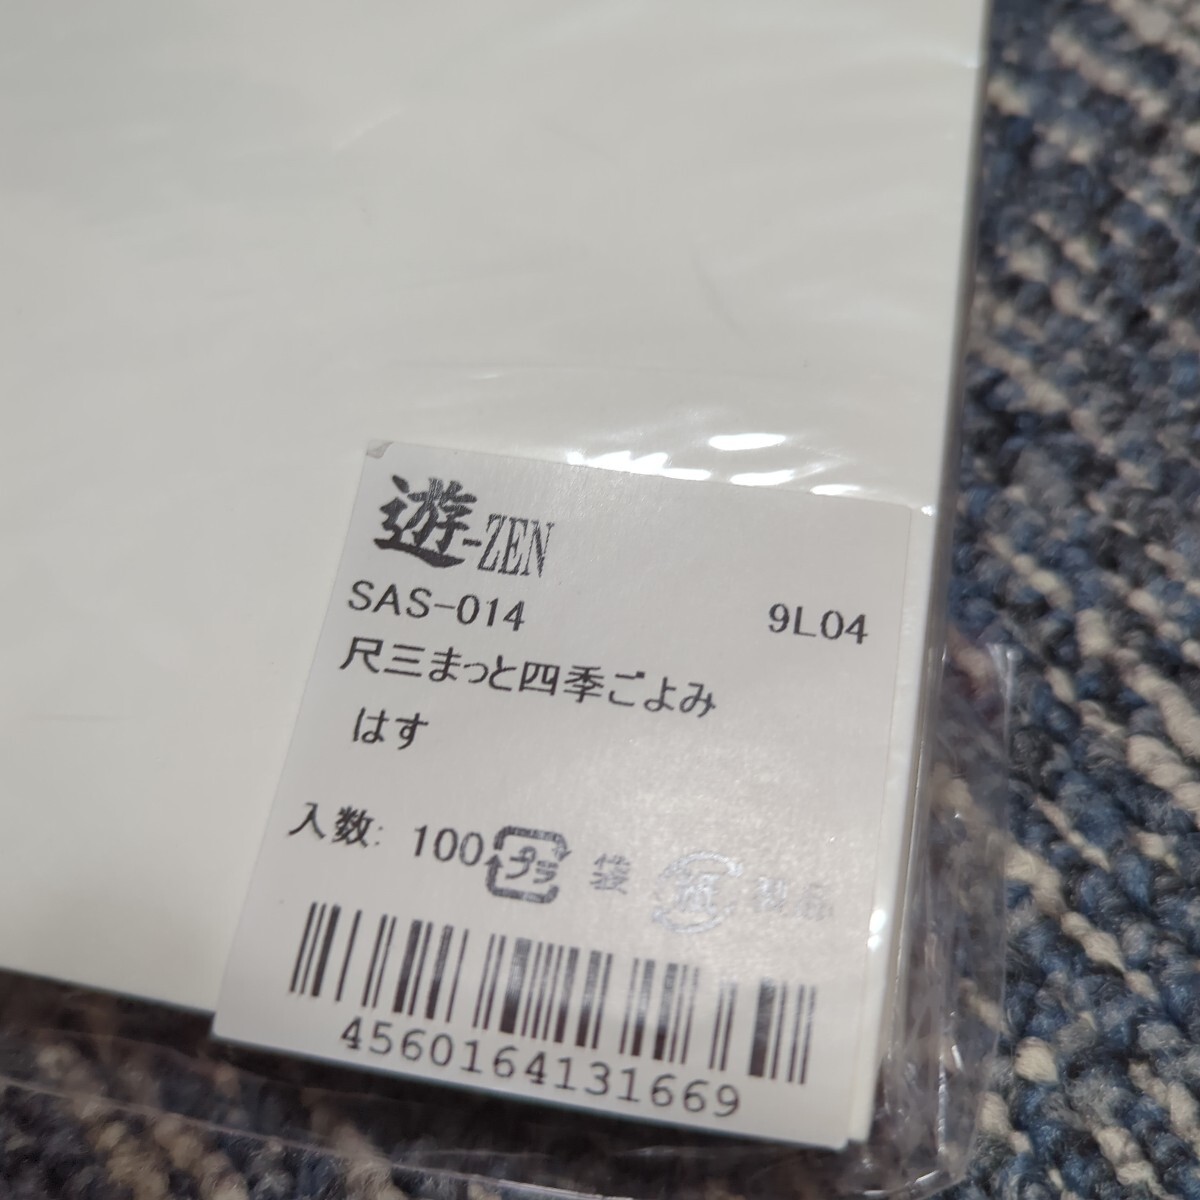 遊-ZEN
SAS-014 9L04
尺三まっと四季ごよみ
はす
入数: 100 プラ 袋
4560164131669